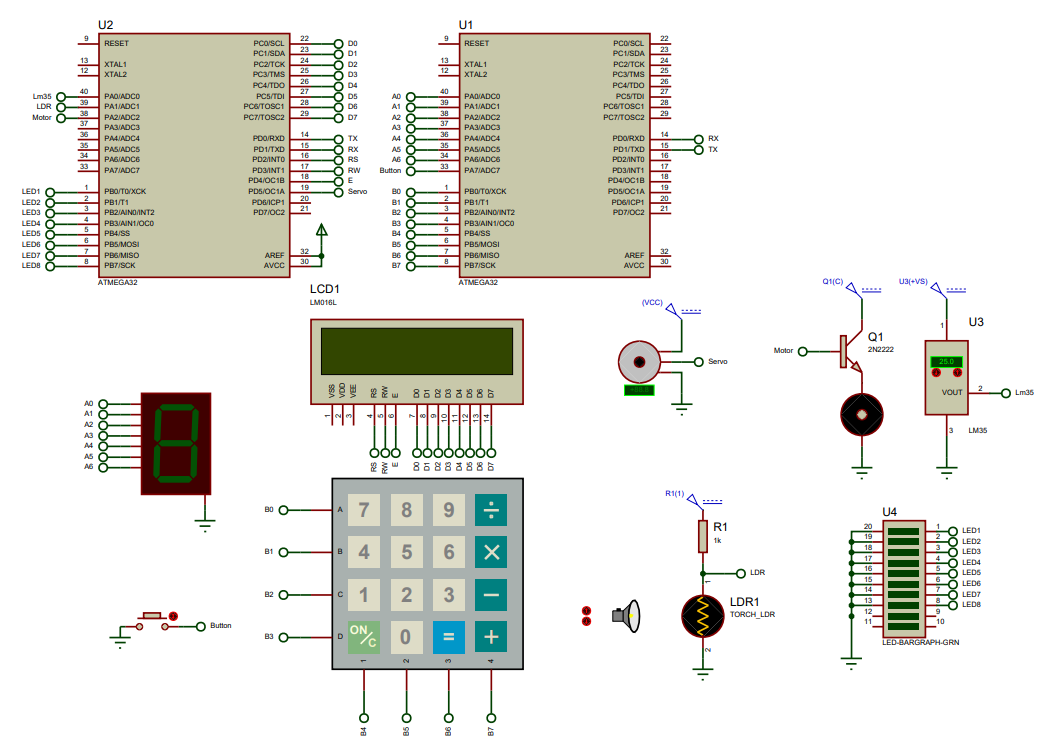 U2
9 RESET PC0/SCL 22 D0
PC1/SDA 23 D1
13 XTAL1 PC2/TCK 24 D2
12 XTAL2 PC3/TMS 25 D3
PC4/TDO 26 D4
Lm35 40 PA0/ADC0 PC5/TDI 27 D5
LDR 39 PA1/ADC1 PC6/TOSC1 28 D6
Motor 38 PA2/ADC2 PC7/TOSC2 29 D7
37 PA3/ADC3
36 PA4/ADC4 PD0/RXD 14 TX
35 PA5/ADC5 PD1/TXD 15 RX
34 PA6/ADC6 PD2/INT0 16 RS
33 PA7/ADC7 PD3/INT1 17 RW
PD4/OC1B 18 E
LED1 1 PB0/T0/XCK PD5/OC1A 19 Servo
LED2 2 PB1/T1 PD6/ICP1 20
LED3 3 PB2/AIN0/INT2 PD7/OC2 21
LED4 4 PB3/AIN1/OC0
LED5 5 PB4/SS
LED6 6 PB5/MOSI
LED7 7 PB6/MISO AREF 32
LED8 8 PB7/SCK AVCC 30
ATMEGA32
U1
9 RESET PC0/SCL 22
PC1/SDA 23
13 XTAL1 PC2/TCK 24
12 XTAL2 PC3/TMS 25
PC4/TDO 26
A0 40 PA0/ADC0 PC5/TDI 27
A1 39 PA1/ADC1 PC6/TOSC1 28
A2 38 PA2/ADC2 PC7/TOSC2 29
A3 37 PA3/ADC3
A4 36 PA4/ADC4 PD0/RXD 14 RX
A5 35 PA5/ADC5 PD1/TXD 15 TX
A6 34 PA6/ADC6 PD2/INT0 16
Button 33 PA7/ADC7 PD3/INT1 17
PD4/OC1B 18
B0 1 PB0/T0/XCK PD5/OC1A 19
B1 2 PB1/T1 PD6/ICP1 20
B2 3 PB2/AIN0/INT2 PD7/OC2 21
B3 4 PB3/AIN1/OC0
B4 5 PB4/SS
B5 6 PB5/MOSI
B6 7 PB6/MISO AREF 32
B7 8 PB7/SCK AVCC 30
ATMEGA32
LCD1
LM016L
VSS VDD VEE RS RW E D0 D1 D2 D3 D4 D5 D6 D7
1 2 3 4 5 6 7 8 9 10 11 12 13 14
RS RW E D0 D1 D2 D3 D4 D5 D6 D7
(VCC)
Servo
Q1(C)
Q1
2N2222
Motor
U3(+VS)
U3
1
25.0
VOUT 2 Lm35
3
LM35
A0
A1
A2
A3
A4
A5
A6
B0 A 7 8 9 ÷
B1 B 4 5 6 ×
B2 C 1 2 3 −
B3 D ON/C 0 = +
1 2 3 4
B4 B5 B6 B7
Button
R1(1)
R1
1k
LDR
1
LDR1
TORCH_LDR
2
U4
20 1 LED1
19 2 LED2
18 3 LED3
17 4 LED4
16 5 LED5
15 6 LED6
14 7 LED7
13 8 LED8
12 9
11 10
LED-BARGRAPH-GRN